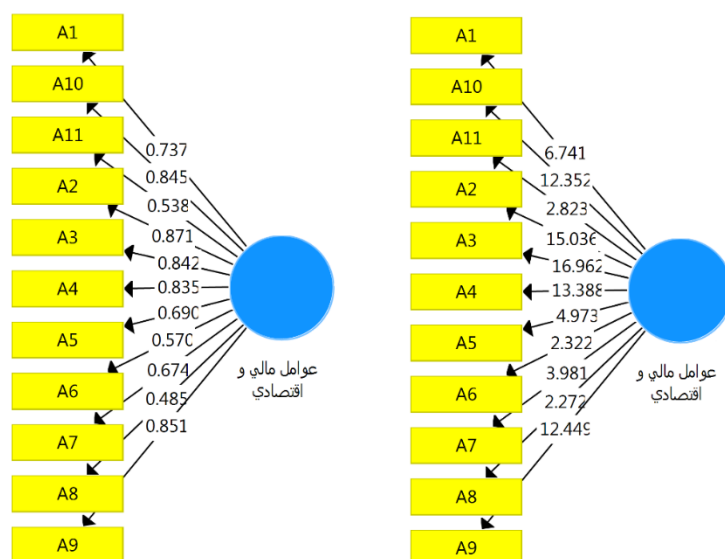 A1
A10
A11
A2
A3
A4
A5
A6
A7
A8
A9
0.737
0.845
0.538
0.871
0.842
0.835
0.690
0.570
0.674
0.485
0.851
عوامل مالي و
اقتصادي
A1
A10
A11
A2
A3
A4
A5
A6
A7
A8
A9
6.741
12.352
2.823
15.036
16.962
13.388
4.973
2.322
3.981
2.272
12.449
عوامل مالي و
اقتصادي